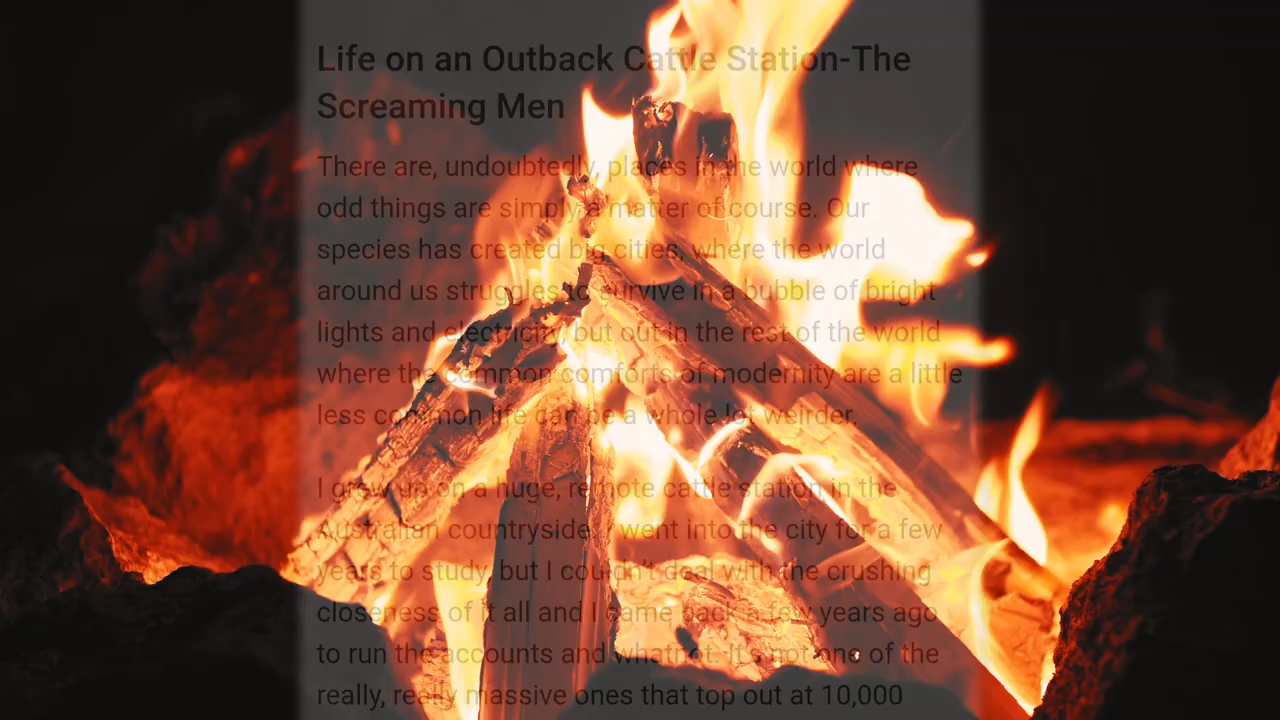 Life on an Outback Cattle Station-The
Screaming Men
There are, undoubtedly, places in the world where
odd things are simply a matter of course. Our
species has created big cities, where the world
around us struggles to survive in a bubble of bright
lights and electricity, but out in the rest of the world
where the common comforts of modernity are a little
less common life can be a whole lot weirder.
I grew up on a huge, remote cattle station in the
Australian countryside. I went into the city for a few
years to study, but I couldn't deal with the crushing
closeness of it all and I came back a few years ago
to run the accounts and whatnot. It's not one of the
really, really massive ones that top out at 10,000